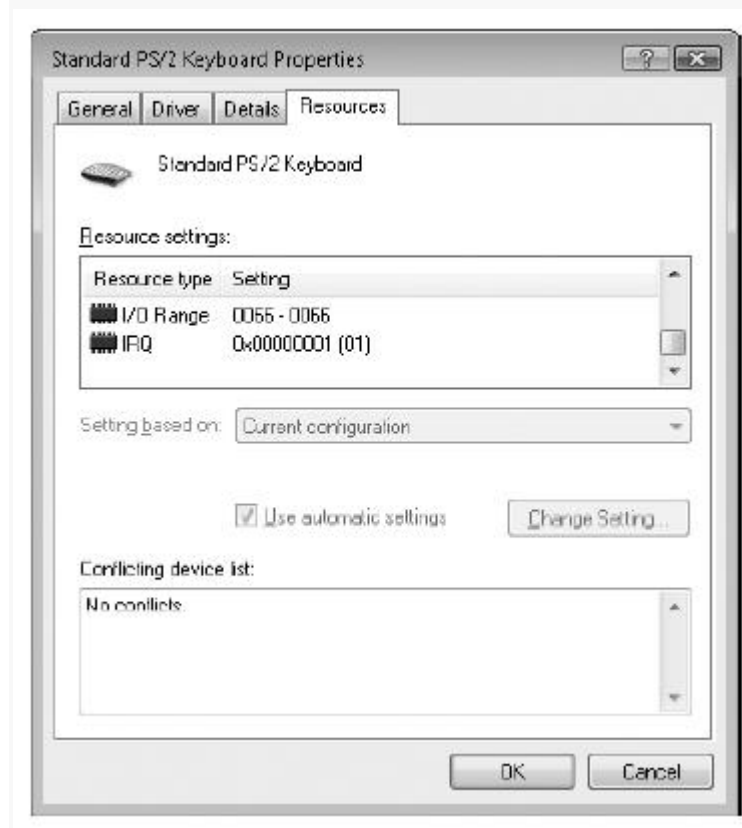 Standard PS/2 Keyboard Properties
General Driver Details Resources
Standard PS/2 Keyboard
Resource settings:
Resource type Setting
I/O Range 0066 - 0066
IRQ 0x00000001 (01)
Setting based on: Current configuration
Use automatic settings Change Setting...
Conflicting device list:
No conflicts.
OK Cancel